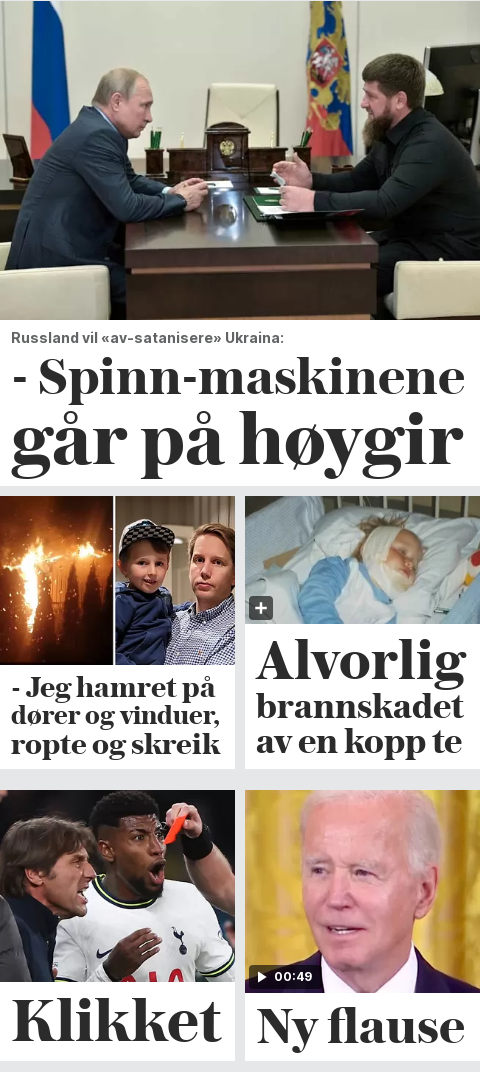 Russland vil «av-satanisere» Ukraina:
- Spinn-maskinene
går på høygir
- Jeg hamret på
dører og vinduer,
ropte og skreik
Alvorlig
brannskadet
av en kopp te
Klikket
00:49
Ny flause